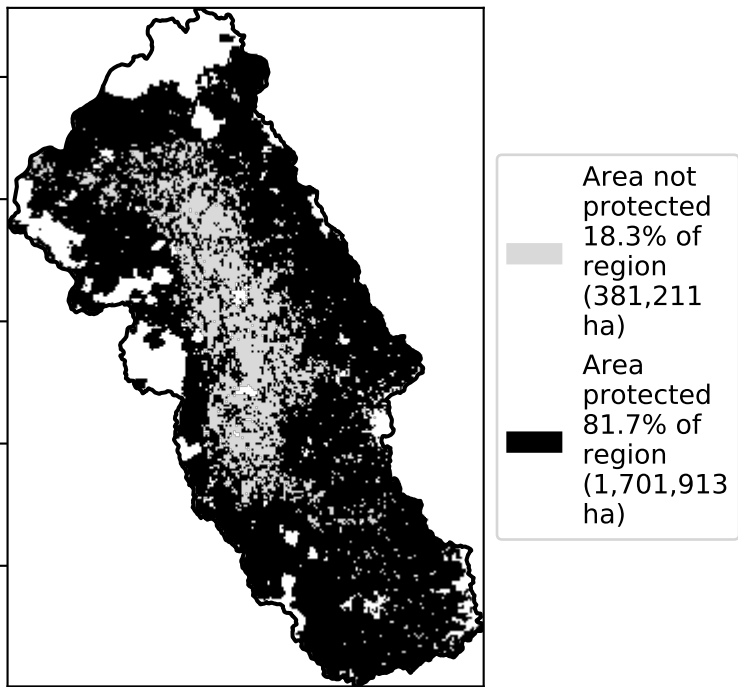 Area not
protected
18.3% of
region
(381,211
ha)
Area
protected
81.7% of
region
(1,701,913
ha)